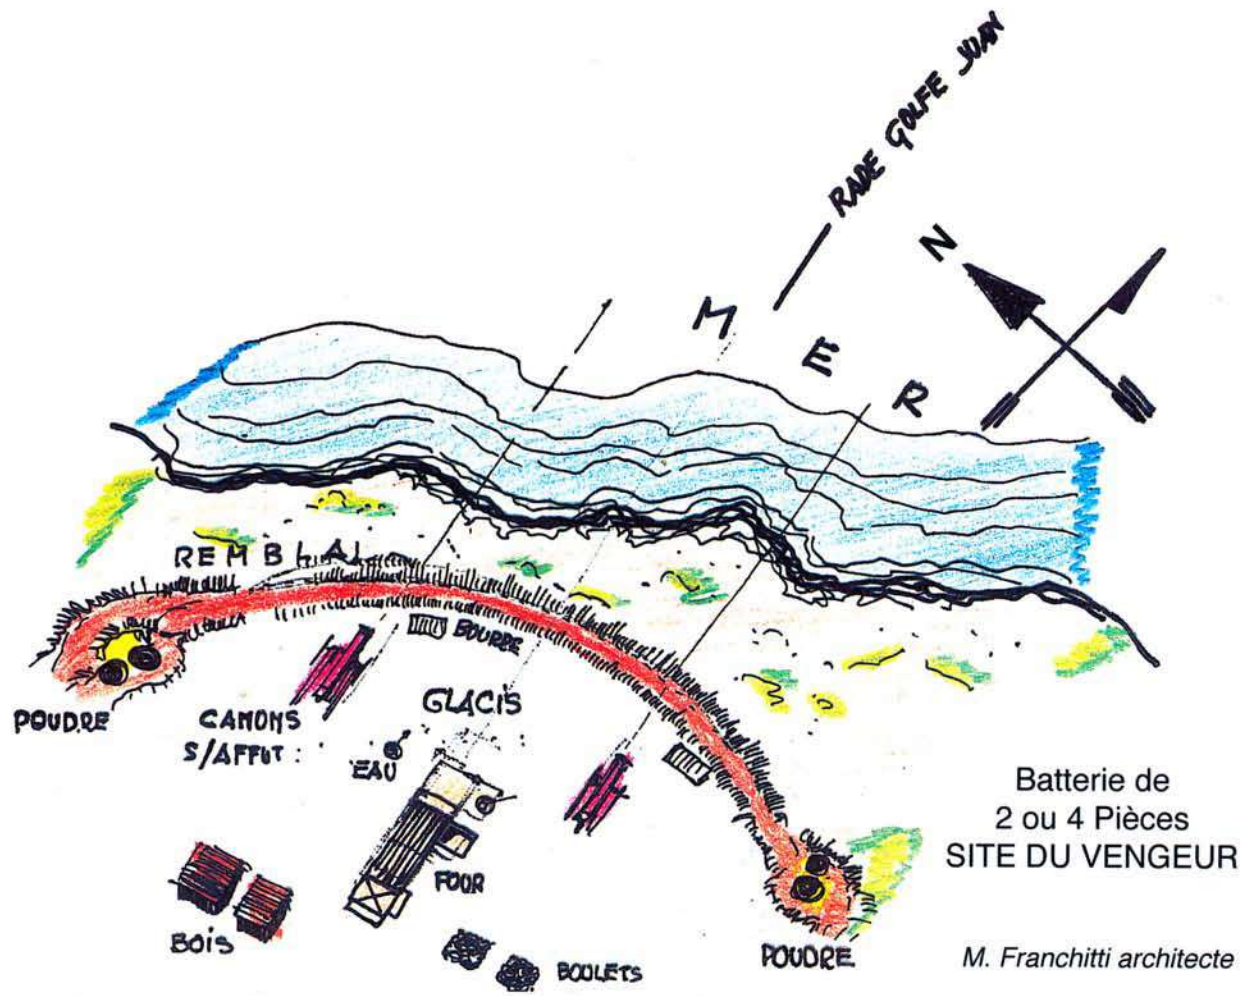 RADE GOLFE JUAN
N
M E R
REMBLAI
BOURRE
POUDRE
CANONS
S/AFFUT :
GLACIS
EAU
FOUR
BOIS
BOULETS
POUDRE
Batterie de
2 ou 4 Pièces
SITE DU VENGEUR
M. Franchitti architecte